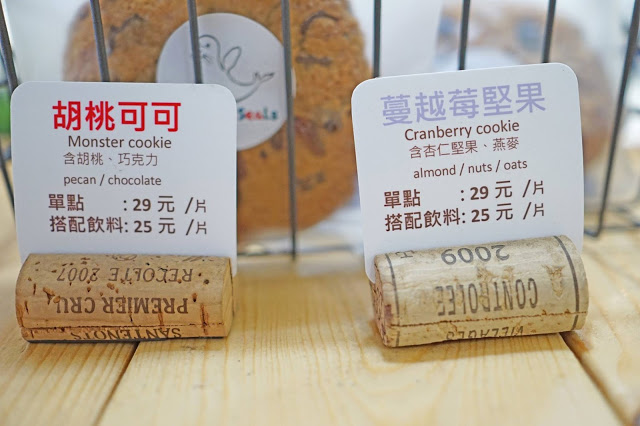 Seals
胡桃可可
Monster cookie
含胡桃、巧克力
pecan / chocolate
單點 : 29 元 /片
搭配飲料: 25 元 /片
蔓越莓堅果
Cranberry cookie
含杏仁堅果、燕麥
almond / nuts / oats
單點 : 29 元 /片
搭配飲料: 25 元 /片
SANTENOTS
PREMIER CRU
RECOLTE 2007
VILLAGES
CONTROLEE
2009